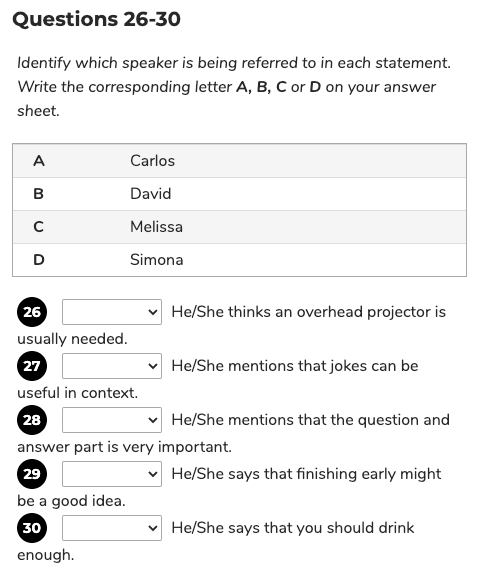 Questions 26-30
Identify which speaker is being referred to in each statement.
Write the corresponding letter A, B, C or D on your answer
sheet.
A Carlos
B David
C Melissa
D Simona
26 He/She thinks an overhead projector is
usually needed.
27 He/She mentions that jokes can be
useful in context.
28 He/She mentions that the question and
answer part is very important.
29 He/She says that finishing early might
be a good idea.
30 He/She says that you should drink
enough.